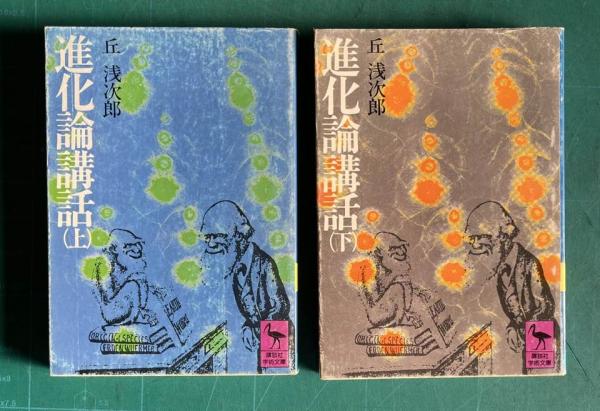 丘 浅次郎
進化論講話(上)
講談社
学術文庫
丘 浅次郎
進化論講話(下)
講談社
学術文庫